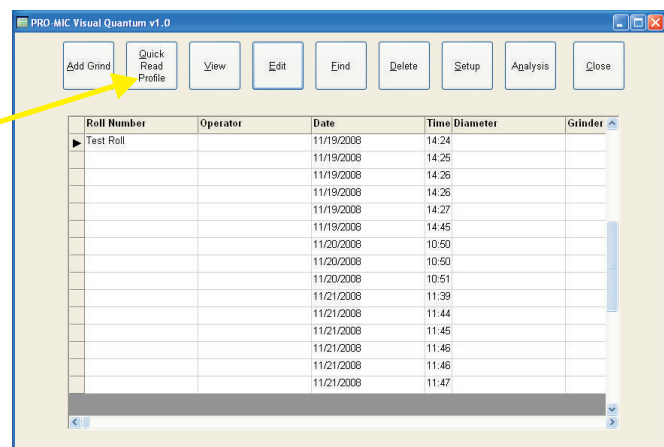 PRO-MIC Visual Quantum v1.0
Add Grind
Quick
Read
Profile
View
Edit
Find
Delete
Setup
Analysis
Close
Roll Number Operator Date Time Diameter Grinder
Test Roll 11/19/2008 14:24
11/19/2008 14:25
11/19/2008 14:26
11/19/2008 14:26
11/19/2008 14:27
11/19/2008 14:45
11/20/2008 10:50
11/20/2008 10:50
11/20/2008 10:51
11/21/2008 11:39
11/21/2008 11:44
11/21/2008 11:45
11/21/2008 11:46
11/21/2008 11:46
11/21/2008 11:47